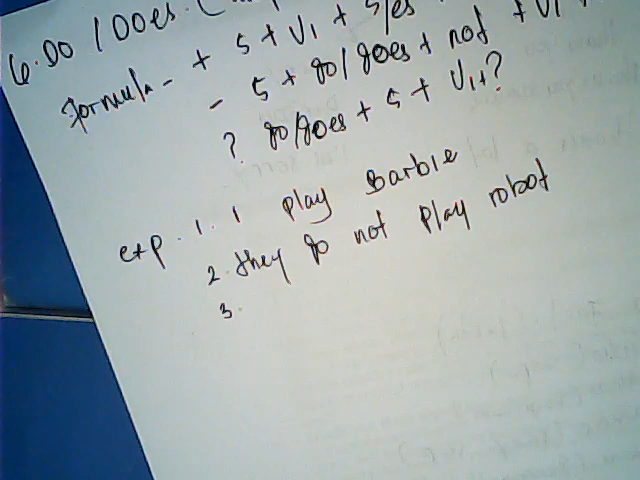 6. Do / Does. (
Formula - + S + V1 + s/es
- S + do / does + not + V1
? do/does + S + V1+?
exp. 1. I play Barbie
2. they do not play robot
3.